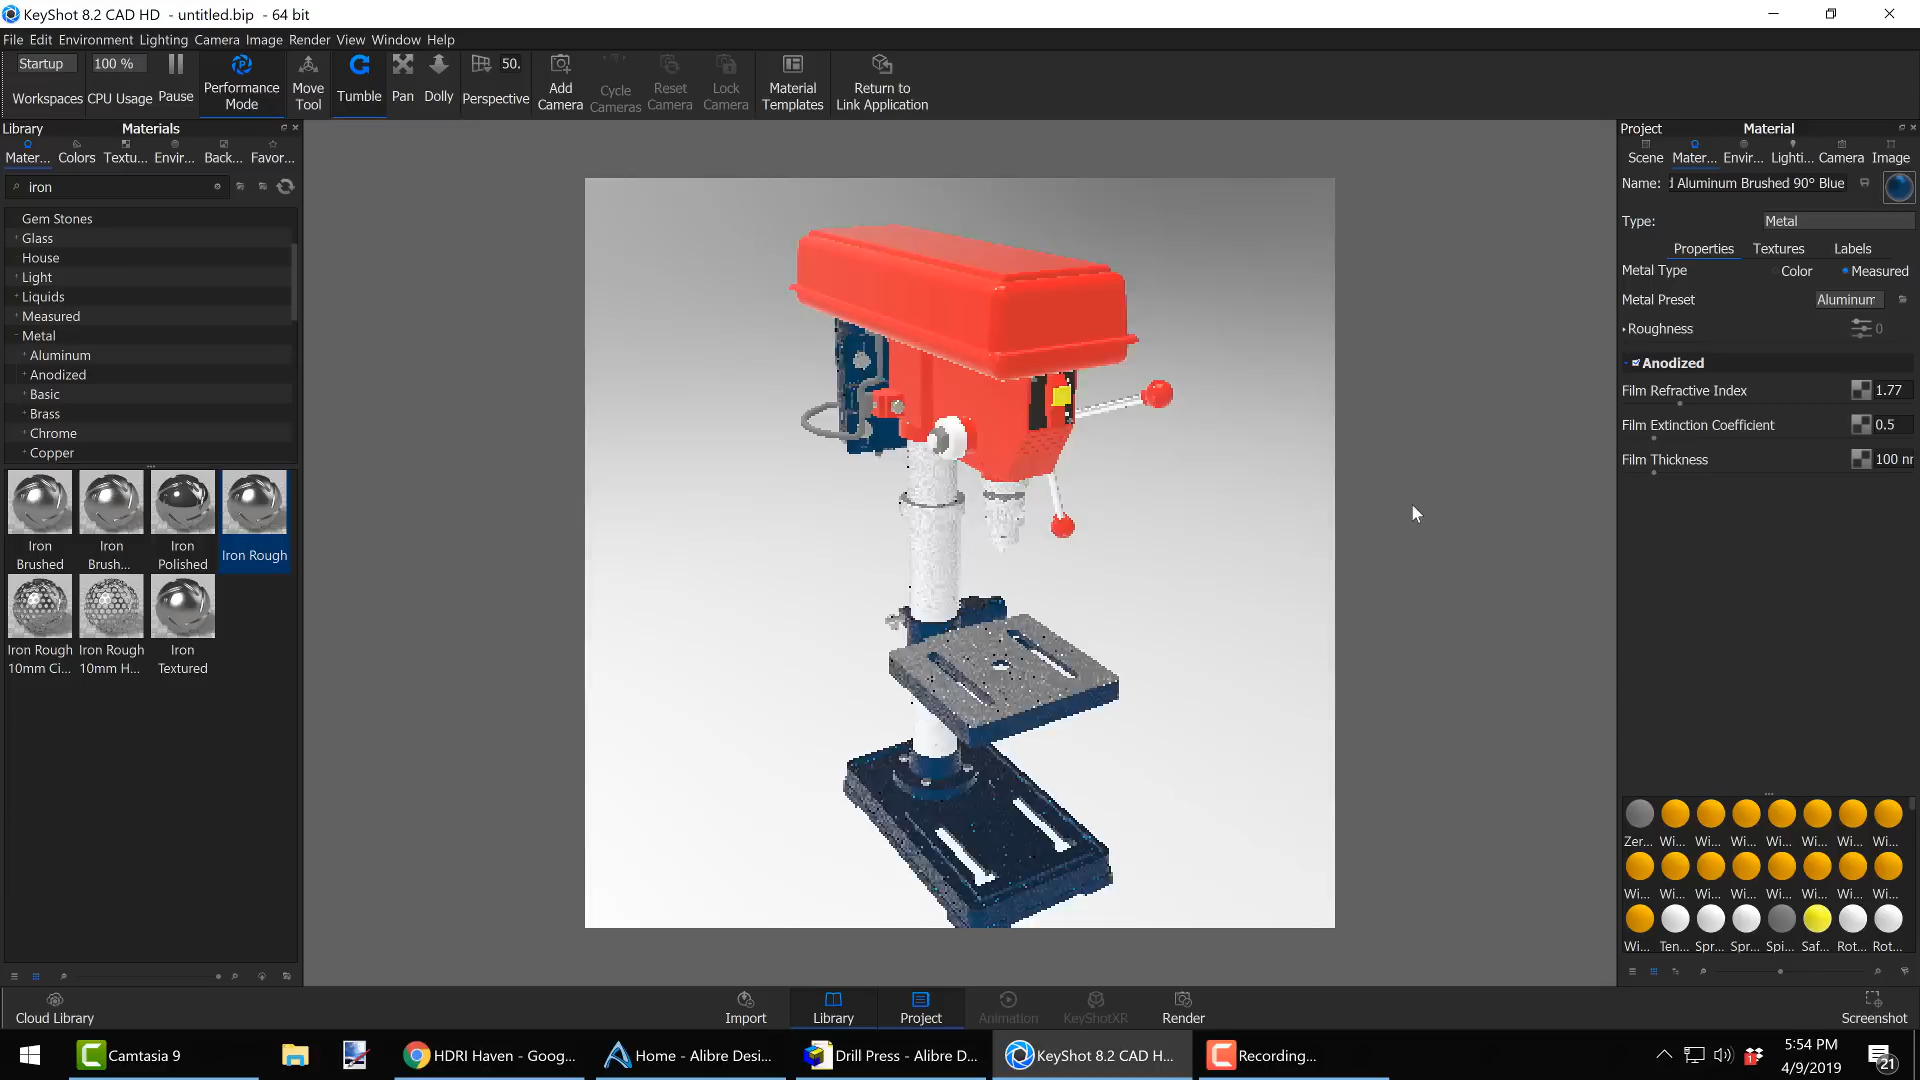 KeyShot 8.2 CAD HD - untitled.bip - 64 bit
File Edit Environment Lighting Camera Image Render View Window Help
Startup 100 % 50.
Workspaces CPU Usage Pause Performance Mode Move Tool Tumble Pan Dolly Perspective Add Camera Cycle Cameras Reset Camera Lock Camera Material Templates Return to Link Application
Library Materials
Mater... Colors Textu... Envir... Back... Favor...
iron
Gem Stones
Glass
House
Light
Liquids
Measured
Metal
Aluminum
Anodized
Basic
Brass
Chrome
Copper
Iron Brushed
Iron Brush...
Iron Polished
Iron Rough
Iron Rough 10mm Ci...
Iron Rough 10mm H...
Iron Textured
Project Material
Scene Mater... Envir... Lighti... Camera Image
Name: d Aluminum Brushed 90° Blue
Type: Metal
Properties Textures Labels
Metal Type Color Measured
Metal Preset Aluminum
Roughness 0
Anodized
Film Refractive Index 1.77
Film Extinction Coefficient 0.5
Film Thickness 100 nm
Zer... Wi... Wi... Wi... Wi... Wi... Wi... Wi...
Wi... Wi... Wi... Wi... Wi... Wi... Wi... Wi...
Wi... Ten... Spr... Spr... Spi... Saf... Rot... Rot...
Cloud Library Import Library Project Animation KeyShotXR Render Screenshot
Camtasia 9 HDRI Haven - Goog... Home - Alibre Desi... Drill Press - Alibre D... KeyShot 8.2 CAD H... Recording...
5:54 PM
4/9/2019
21